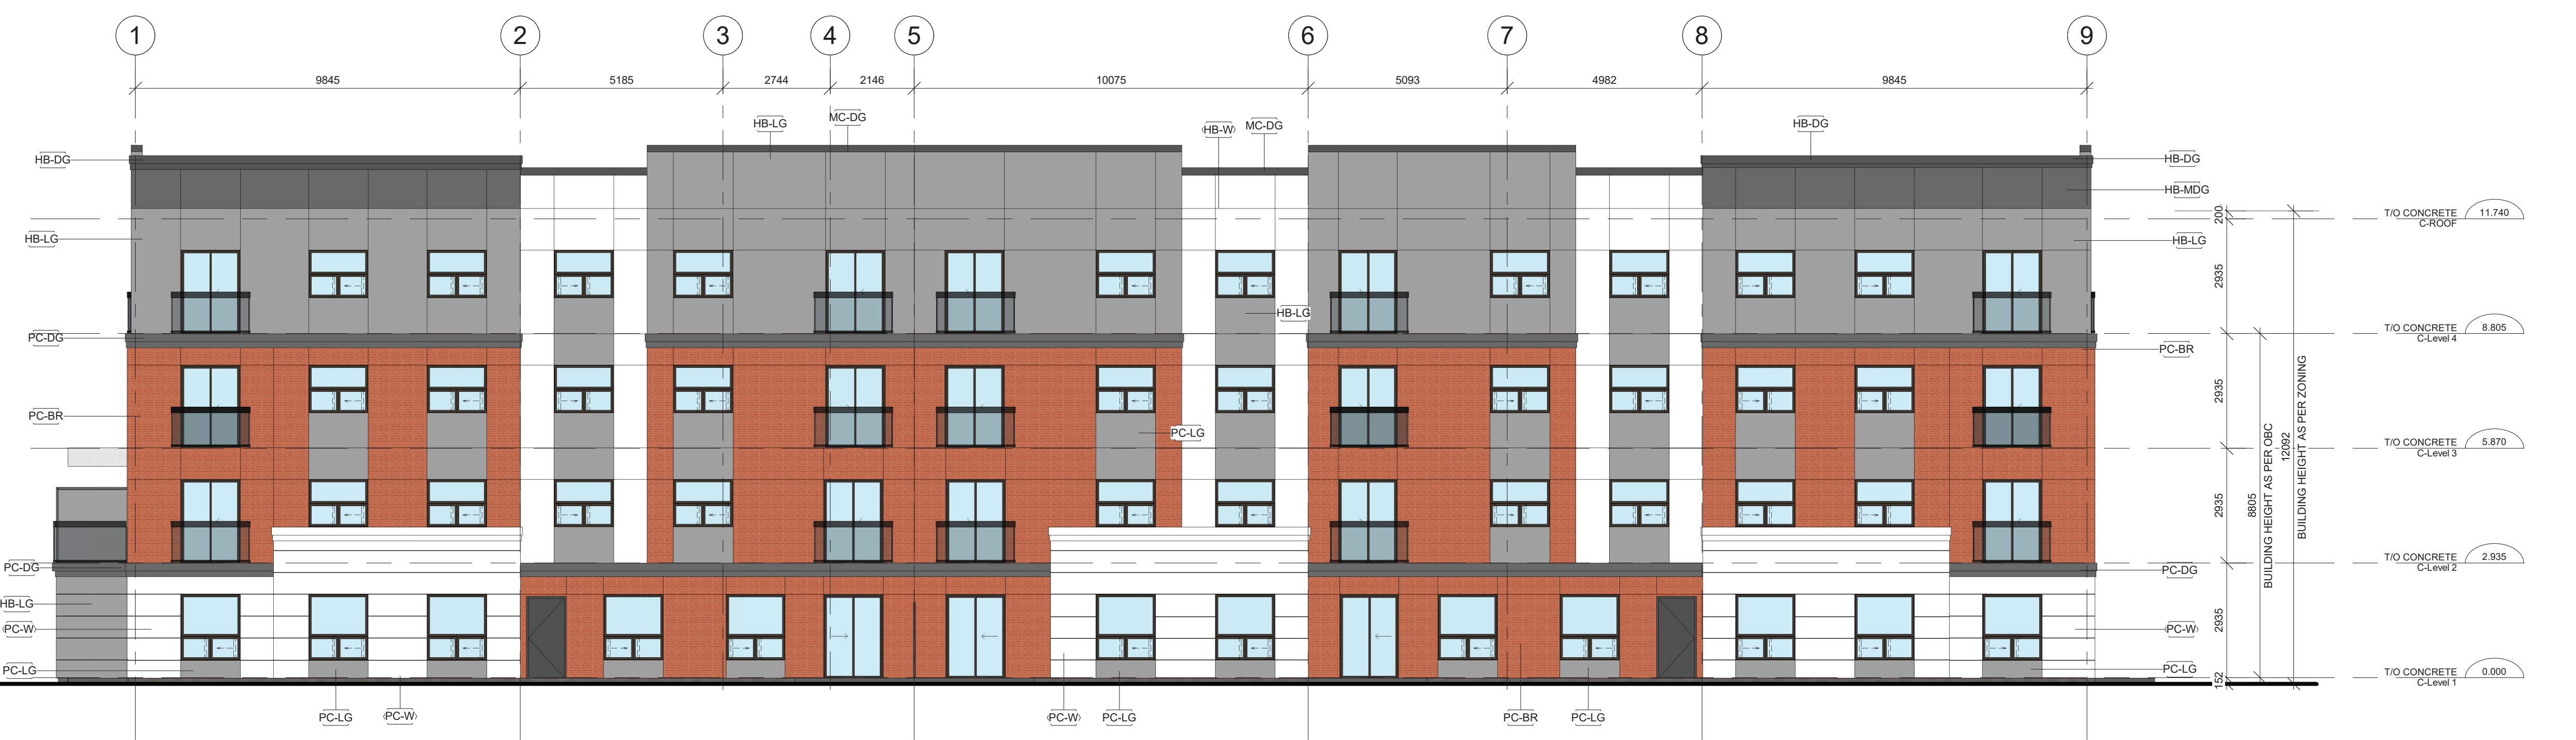 1 2 3 4 5 6 7 8 9
9845 5185 2744 2146 10075 5093 4982 9845
HB-LG MC-DG HB-W MC-DG HB-DG
HB-DG
HB-DG
HB-MDG
HB-LG
HB-LG
HB-LG
PC-DG
PC-BR
PC-BR
PC-LG
PC-DG
PC-DG
HB-LG
PC-W
PC-W
PC-LG
PC-LG
PC-LG PC-W PC-W PC-LG PC-BR PC-LG
200
2935
2935
2935
2935
152
8805
BUILDING HEIGHT AS PER OBC
12092
BUILDING HEIGHT AS PER ZONING
T/O CONCRETE 11.740
C-ROOF
T/O CONCRETE 8.805
C-Level 4
T/O CONCRETE 5.870
C-Level 3
T/O CONCRETE 2.935
C-Level 2
T/O CONCRETE 0.000
C-Level 1